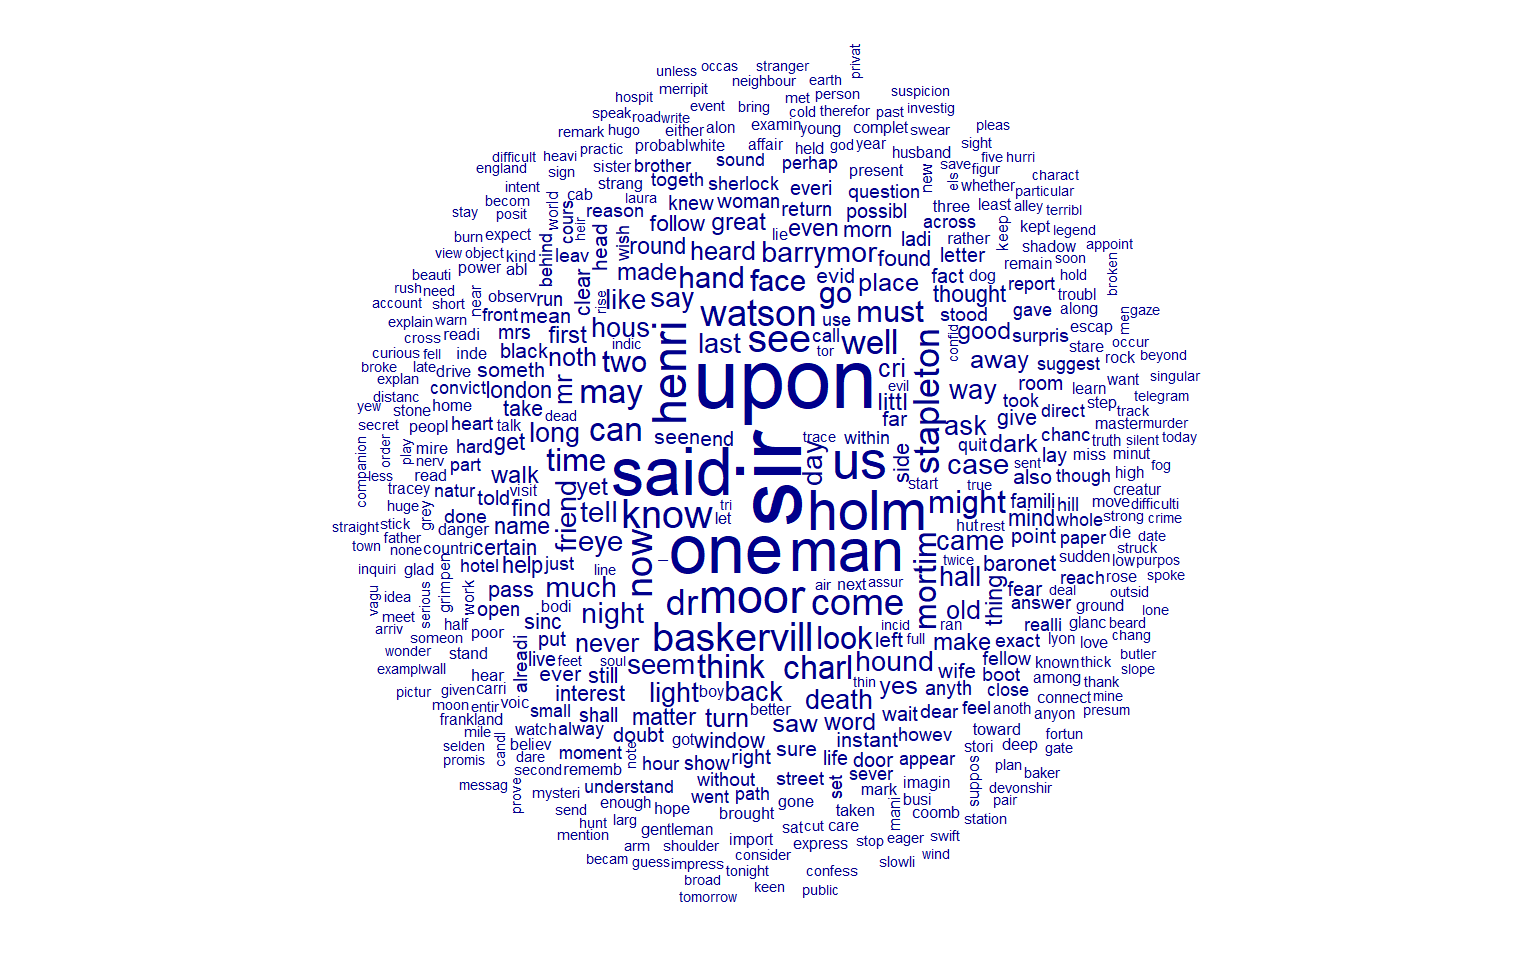 privat
unless occas stranger
merripit neighbour earth
hospit event bring met person suspicion
speak road write cold therefor past investig
remark hugo either alon examin young complet swear pleas
practic probabl white affair held god year husband sight
difficult heavi sister brother sound perhap five hurri
england sign strang togeth sherlock everi present new els save figur charact
intent cab laura knew woman question whether particular
becom world cours reason return possibl three least alley terribl
stay posit heir follow great lie even morn across keep kept legend
burn expect behind head wish round heard barrymor ladi rather shadow appoint
view object kind leav found letter remain soon
beauti power abl clear made hand face evid place fact dog report hold broken
rush need near observ run rise like say go thought troubl
account short front mean henri watson use must stood gave along men gaze
explain warn mrs first hous last see call well confid good surpris escap occur
cross readi indic tor stapleton stare
curious fell inde black noth two upon cri away suggest rock beyond
broke late drive someth mr may evil way room learn want singular
explan convict london littl
distanc home take dead far took direct step telegram
yew stone peopl heart talk long can sir ask give track master murder
secret order play mire hard get seen end trace within side quit dark chanc truth silent today
companion nerv part time said day us case sent lay miss minut
less read walk start also though high fog
tracey natur told visit yet holm true creatur
huge grey find friend tell know tri might famili hill move difficulti
straight stick done name let hut rest mind whole strong crime
father danger eye now one man mortim came point paper die date
town none countri certain twice sudden struck
inquiri glad grimpen hotel help just line _ baronet low purpos
vagu idea serious work pass much air next assur hall thing fear deal reach rose spoke
meet open bodi night dr moor come old answer ground outsid
arriv half sinc incid ran realli lone
someon poor put never baskervill look left full make exact glanc beard
wonder stand alreadi lyon love chang
exampl wall live feet soul seem think charl hound wife fellow known thick butler
hear ever still thin boot among thank slope
pictur given carri interest light boy back death yes anyth close connect mine
moon entir voic small shall matter turn better saw word wait dear feel anoth anyon presum
frankland
mile watch alway doubt got window instant howev toward fortun
selden candl believ moment note hour show right sure life door appear stori deep gate
promis dare second rememb suppos plan baker
messag prove mysteri understand without street set sever mark imagin devonshir
send enough hope went path gone mani busi pair
hunt larg brought taken coomb station
mention gentleman sat cut care
arm shoulder import express stop eager swift
becam guess impress consider slowli wind
broad tonight confess
tomorrow keen public